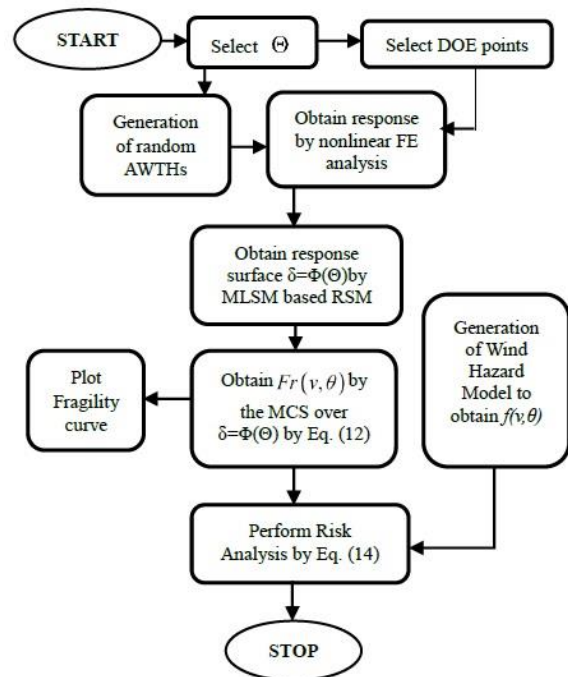 START
Select Θ
Select DOE points
Generation
of random
AWTHs
Obtain response
by nonlinear FE
analysis
Obtain response
surface δ=Φ(Θ)by
MLSM based RSM
Generation
of Wind
Hazard
Model to
obtain f(v,θ)
Plot
Fragility
curve
Obtain Fr(v,θ) by
the MCS over
δ=Φ(Θ) by Eq. (12)
Perform Risk
Analysis by Eq. (14)
STOP